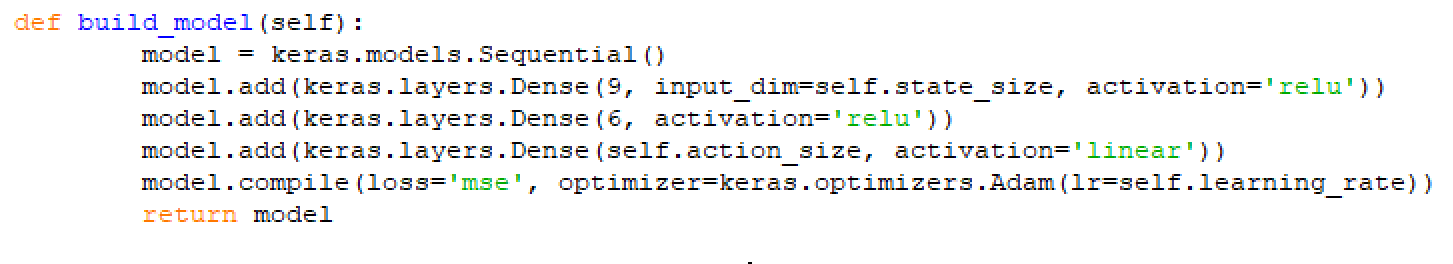 def build_model(self):
        model = keras.models.Sequential()
        model.add(keras.layers.Dense(9, input_dim=self.state_size, activation='relu'))
        model.add(keras.layers.Dense(6, activation='relu'))
        model.add(keras.layers.Dense(self.action_size, activation='linear'))
        model.compile(loss='mse', optimizer=keras.optimizers.Adam(lr=self.learning_rate))
        return model